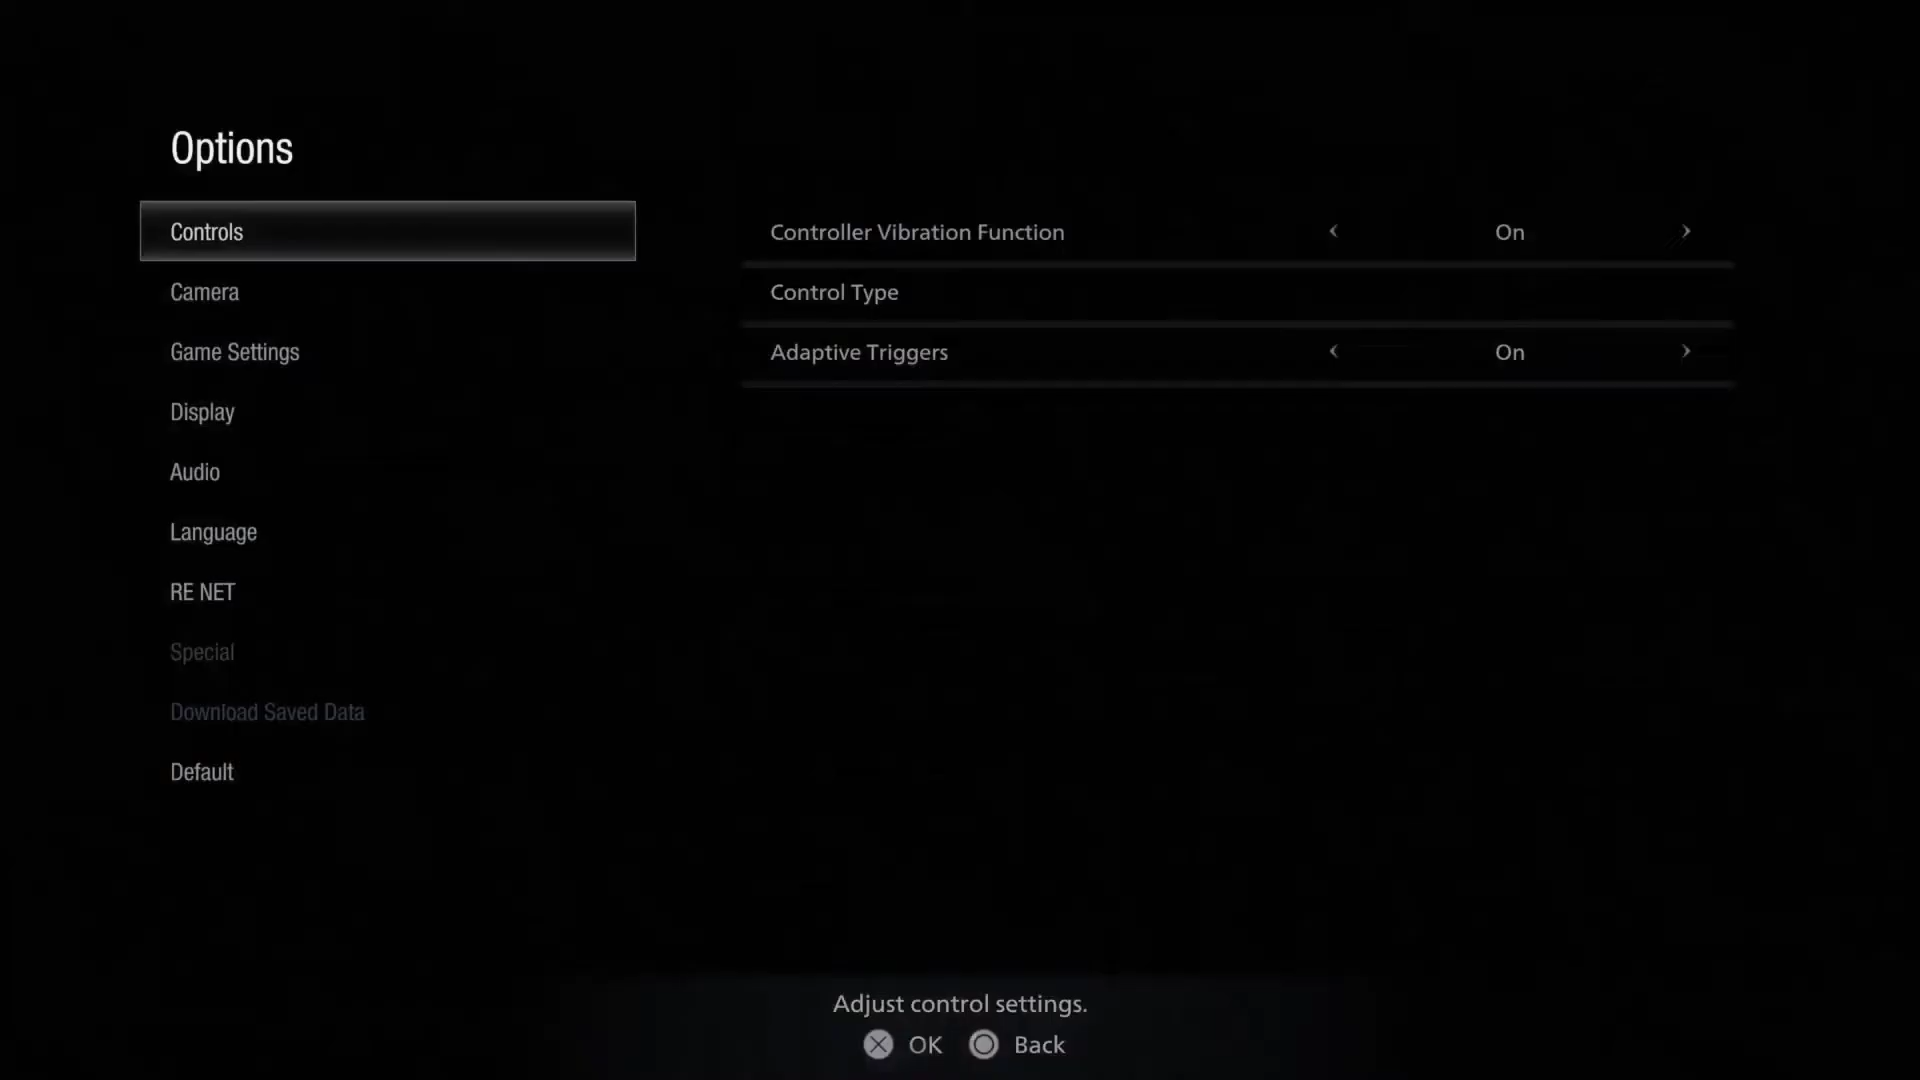 Options
Controls
Camera
Game Settings
Display
Audio
Language
RE NET
Special
Download Saved Data
Default
Controller Vibration Function On
Control Type
Adaptive Triggers On
Adjust control settings.
OK Back